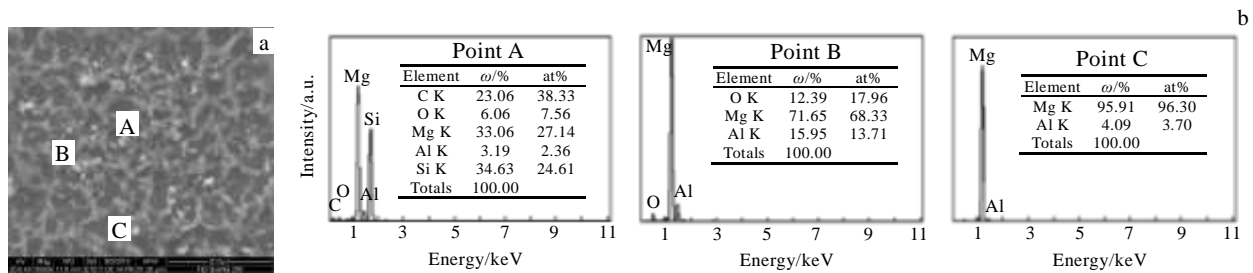 a
A
B
C
b
Intensity/a.u.
Point A
Element ω/% at%
C K 23.06 38.33
O K 6.06 7.56
Mg K 33.06 27.14
Al K 3.19 2.36
Si K 34.63 24.61
Totals 100.00
Mg
Si
O
C
Al
1 3 5 7 9 11
Energy/keV
Point B
Element ω/% at%
O K 12.39 17.96
Mg K 71.65 68.33
Al K 15.95 13.71
Totals 100.00
Mg
O
Al
1 3 5 7 9 11
Energy/keV
Point C
Element ω/% at%
Mg K 95.91 96.30
Al K 4.09 3.70
Totals 100.00
Mg
Al
1 3 5 7 9 11
Energy/keV